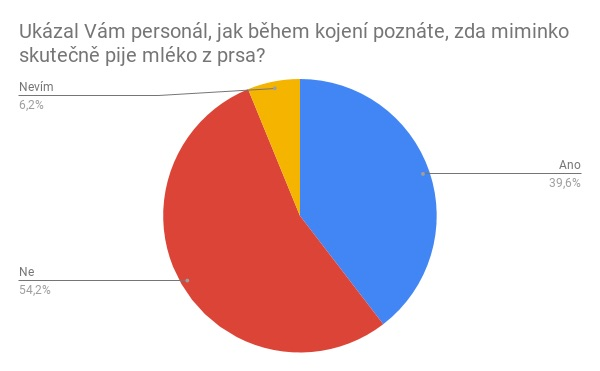 Ukázal Vám personál, jak během kojení poznáte, zda miminko
skutečně pije mléko z prsa?
Nevím
6,2%
Ano
39,6%
Ne
54,2%